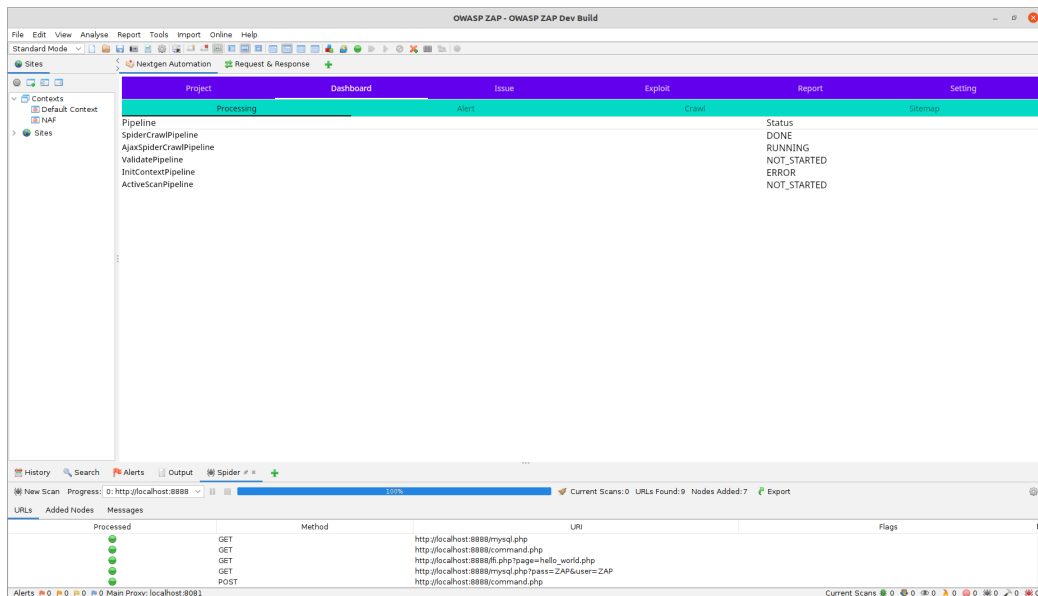 OWASP ZAP - OWASP ZAP Dev Build
File Edit View Analyse Report Tools Import Online Help
Standard Mode
Sites
Nextgen Automation Request & Response
Project Dashboard Issue Exploit Report Setting
Processing Alert Crawl Sitemap
Contexts
Default Context
NAF
Sites
Pipeline Status
SpiderCrawlPipeline DONE
AjaxSpiderCrawlPipeline RUNNING
ValidatePipeline NOT_STARTED
InitContextPipeline ERROR
ActiveScanPipeline NOT_STARTED
History Search Alerts Output Spider
New Scan Progress: 0: http://localhost:8888 100% Current Scans: 0 URLs Found: 9 Nodes Added: 7 Export
URLs Added Nodes Messages
Processed Method URI Flags
GET http://localhost:8888/mysql.php
GET http://localhost:8888/command.php
GET http://localhost:8888/lfi.php?page=hello_world.php
GET http://localhost:8888/mysql.php?pass=ZAP&user=ZAP
POST http://localhost:8888/command.php
Alerts 0 0 0 0 Main Proxy: localhost:8081 Current Scans 0 0 0 0 0 0 0 0